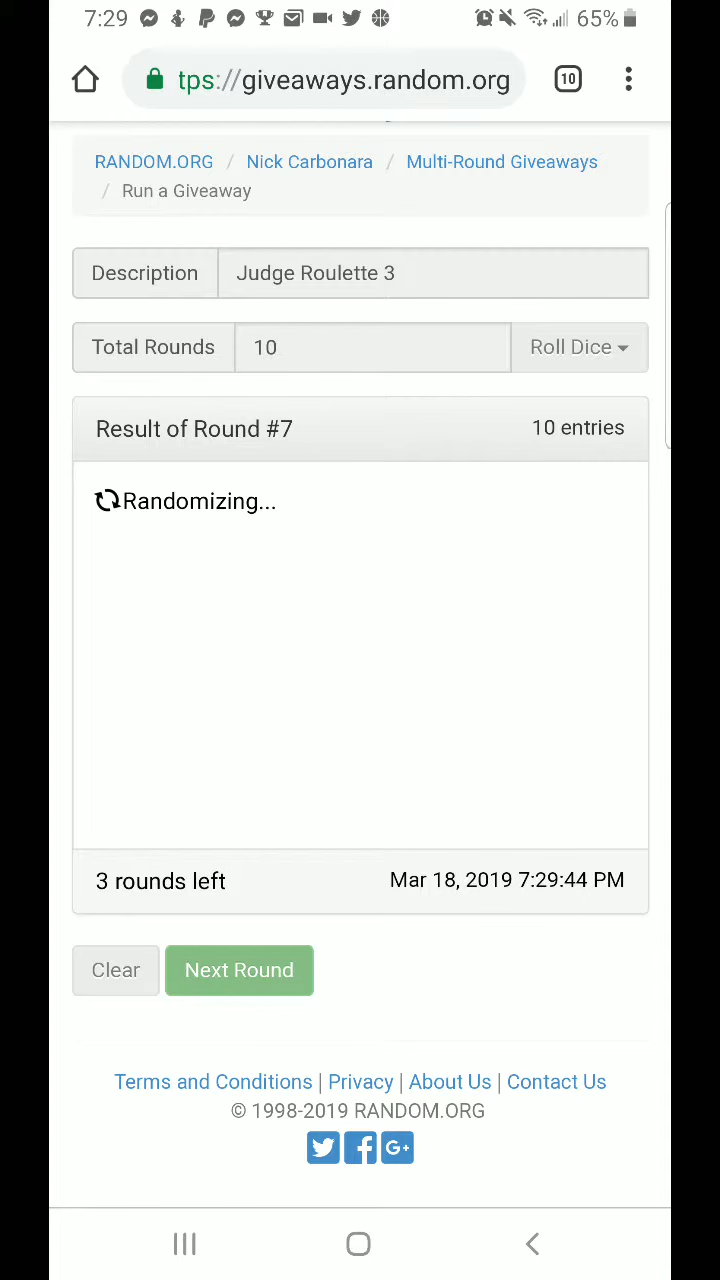 7:29 65%
tps://giveaways.random.org 10
RANDOM.ORG / Nick Carbonara / Multi-Round Giveaways
/ Run a Giveaway
Description Judge Roulette 3
Total Rounds 10 Roll Dice
Result of Round #7 10 entries
Randomizing...
3 rounds left Mar 18, 2019 7:29:44 PM
Clear Next Round
Terms and Conditions | Privacy | About Us | Contact Us
© 1998-2019 RANDOM.ORG
G+